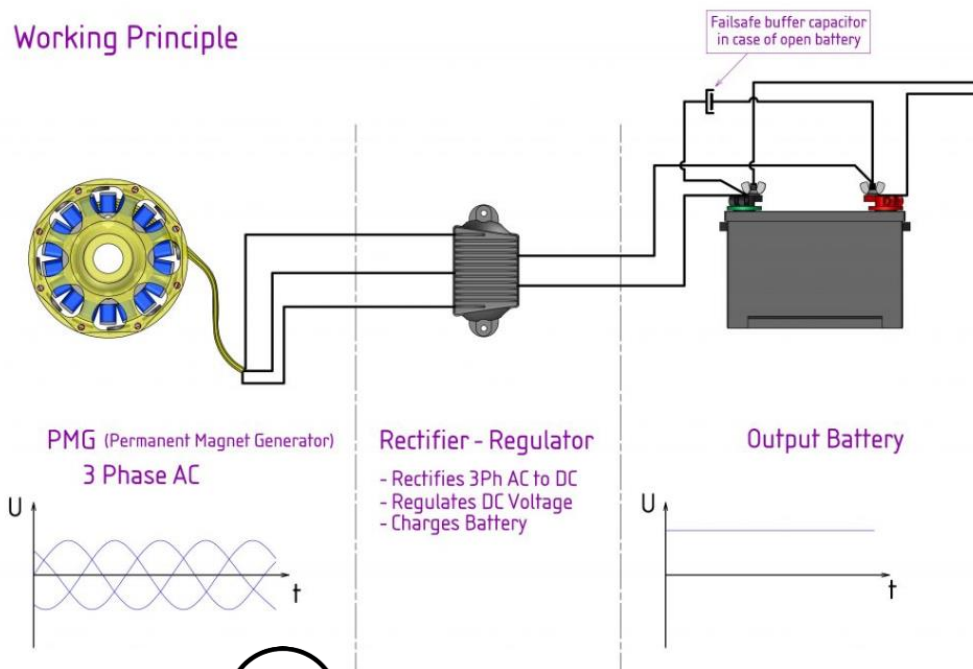 Working Principle
Failsafe buffer capacitor
in case of open battery
PMG (Permanent Magnet Generator)
3 Phase AC
U
t
Rectifier - Regulator
- Rectifies 3Ph AC to DC
- Regulates DC Voltage
- Charges Battery
Output Battery
U
t